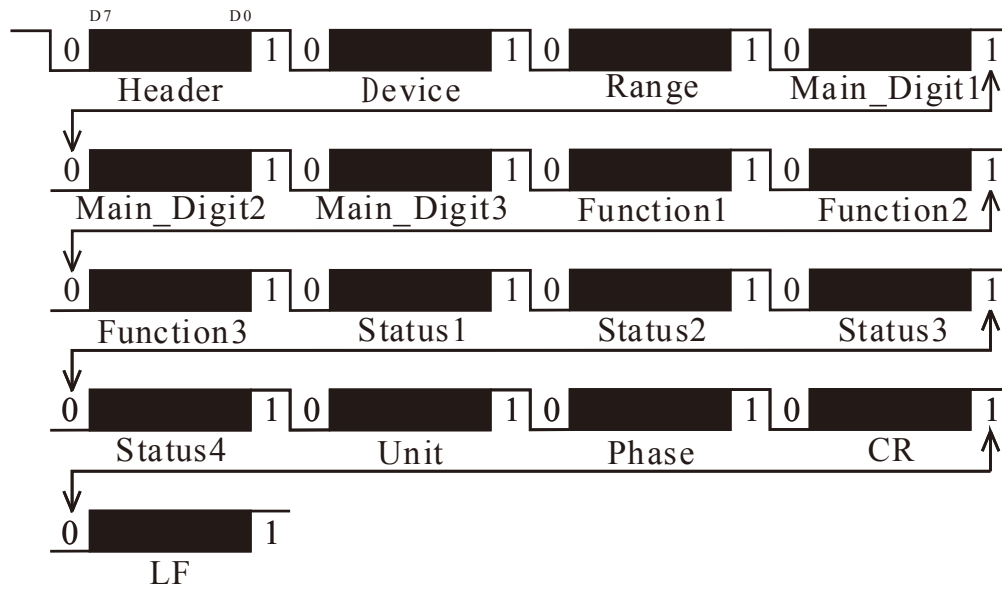 D7 D0
0 1 0 1 0 1 0 1
Header Device Range Main_Digit1
0 1 0 1 0 1 0 1
Main_Digit2 Main_Digit3 Function1 Function2
0 1 0 1 0 1 0 1
Function3 Status1 Status2 Status3
0 1 0 1 0 1 0 1
Status4 Unit Phase CR
0 1
LF